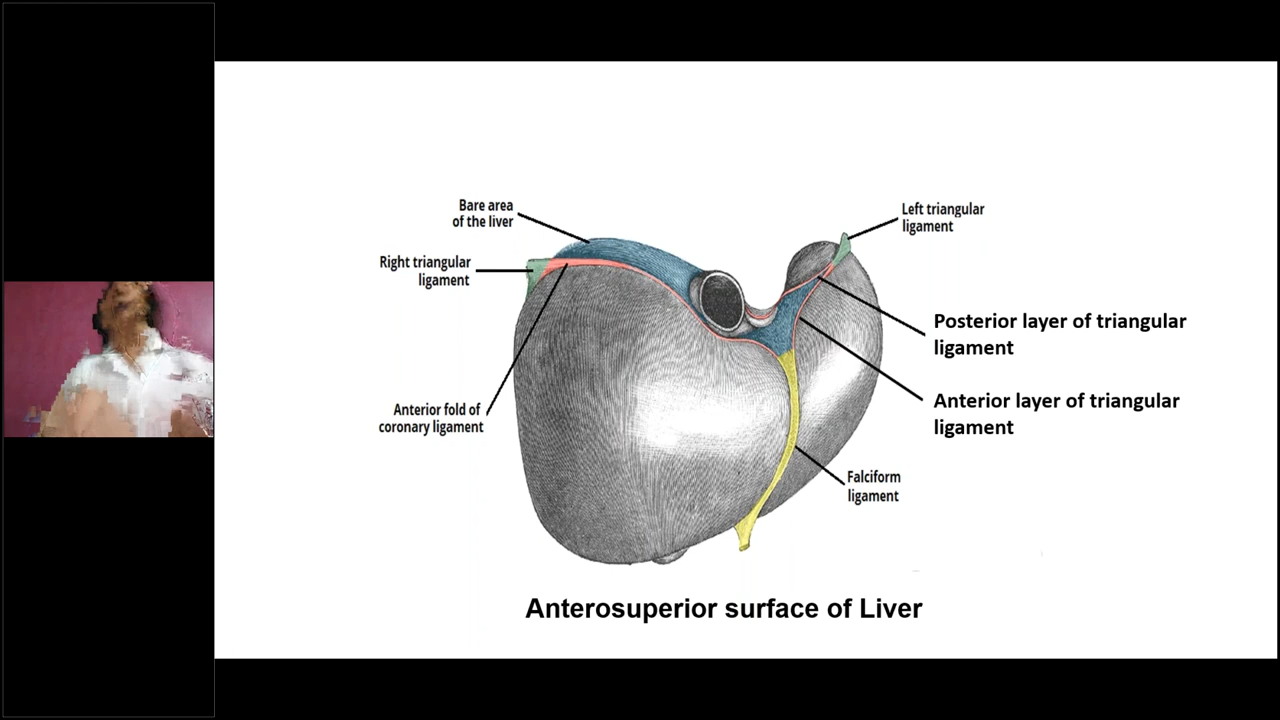 Bare area
of the liver
Right triangular
ligament
Anterior fold of
coronary ligament
Left triangular
ligament
Posterior layer of triangular
ligament
Anterior layer of triangular
ligament
Falciform
ligament
Anterosuperior surface of Liver